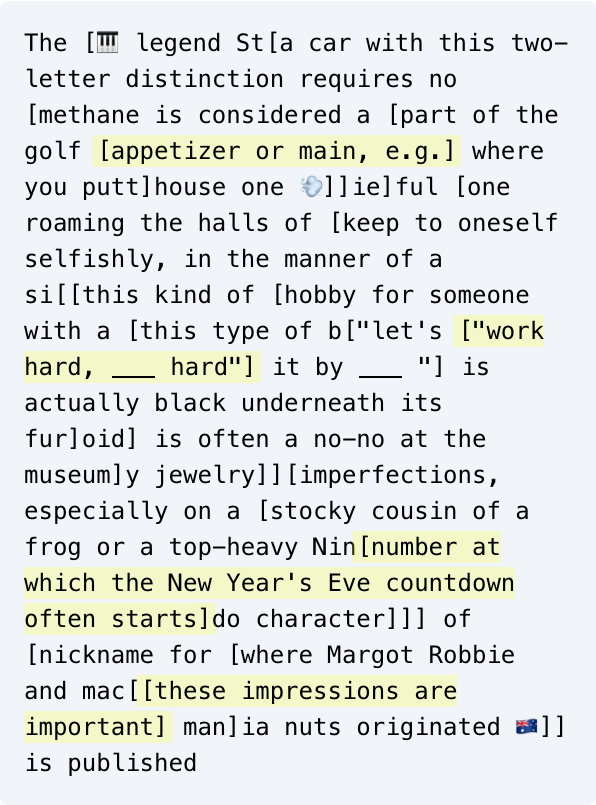 The [🎹 legend St[a car with this two-
letter distinction requires no
[methane is considered a [part of the
golf [appetizer or main, e.g.] where
you putt]house one 💨]]ie]ful [one
roaming the halls of [keep to oneself
selfishly, in the manner of a
si[[this kind of [hobby for someone
with a [this type of b["let's ["work
hard, ___ hard"] it by ___ "] is
actually black underneath its
fur]oid] is often a no-no at the
museum]y jewelry]][imperfections,
especially on a [stocky cousin of a
frog or a top-heavy Nin[number at
which the New Year's Eve countdown
often starts]do character]]] of
[nickname for [where Margot Robbie
and mac[[these impressions are
important] man]ia nuts originated 🇦🇺]]
is published